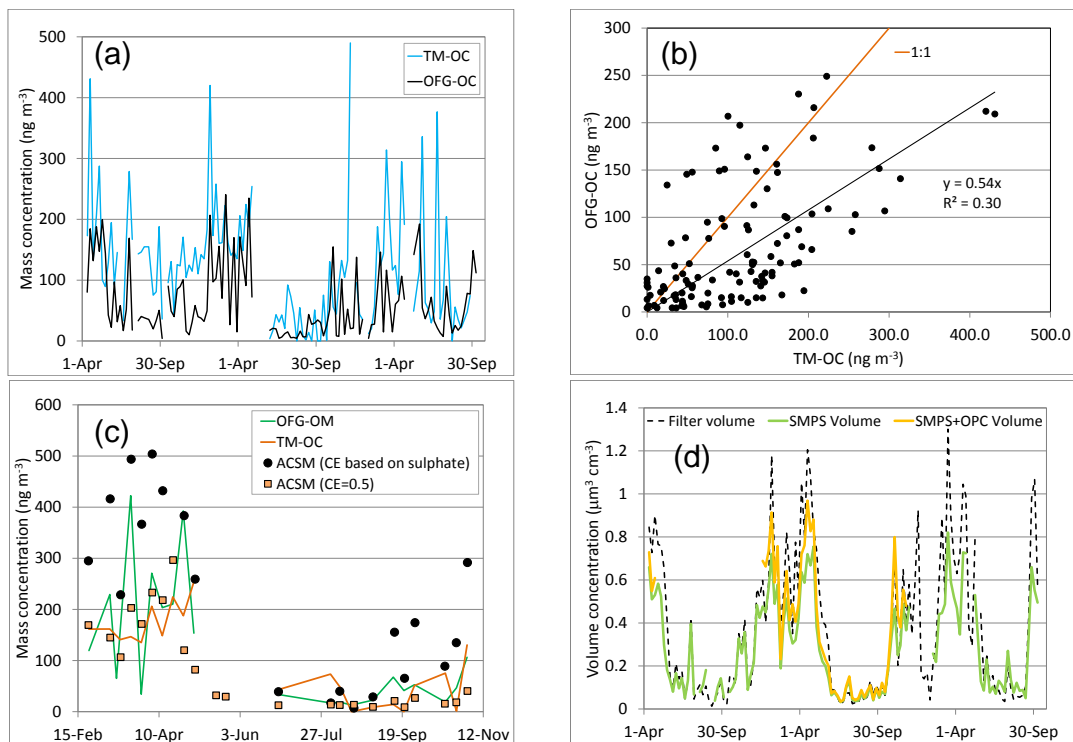 (a)
TM-OC
OFG-OC
Mass concentration (ng m⁻³)
500
400
300
200
100
0
1-Apr 30-Sep 1-Apr 30-Sep 1-Apr 30-Sep
(b)
1:1
OFG-OC (ng m⁻³)
300
250
200
150
100
50
0
y = 0.54x
R² = 0.30
0.0 100.0 200.0 300.0 400.0 500.0
TM-OC (ng m⁻³)
(c)
OFG-OM
TM-OC
ACSM (CE based on sulphate)
ACSM (CE=0.5)
Mass concentration (ng m⁻³)
600
500
400
300
200
100
0
15-Feb 10-Apr 3-Jun 27-Jul 19-Sep 12-Nov
(d)
Filter volume SMPS Volume SMPS+OPC Volume
Volume concentration (µm³ cm⁻³)
1.4
1.2
1
0.8
0.6
0.4
0.2
0
1-Apr 30-Sep 1-Apr 30-Sep 1-Apr 30-Sep